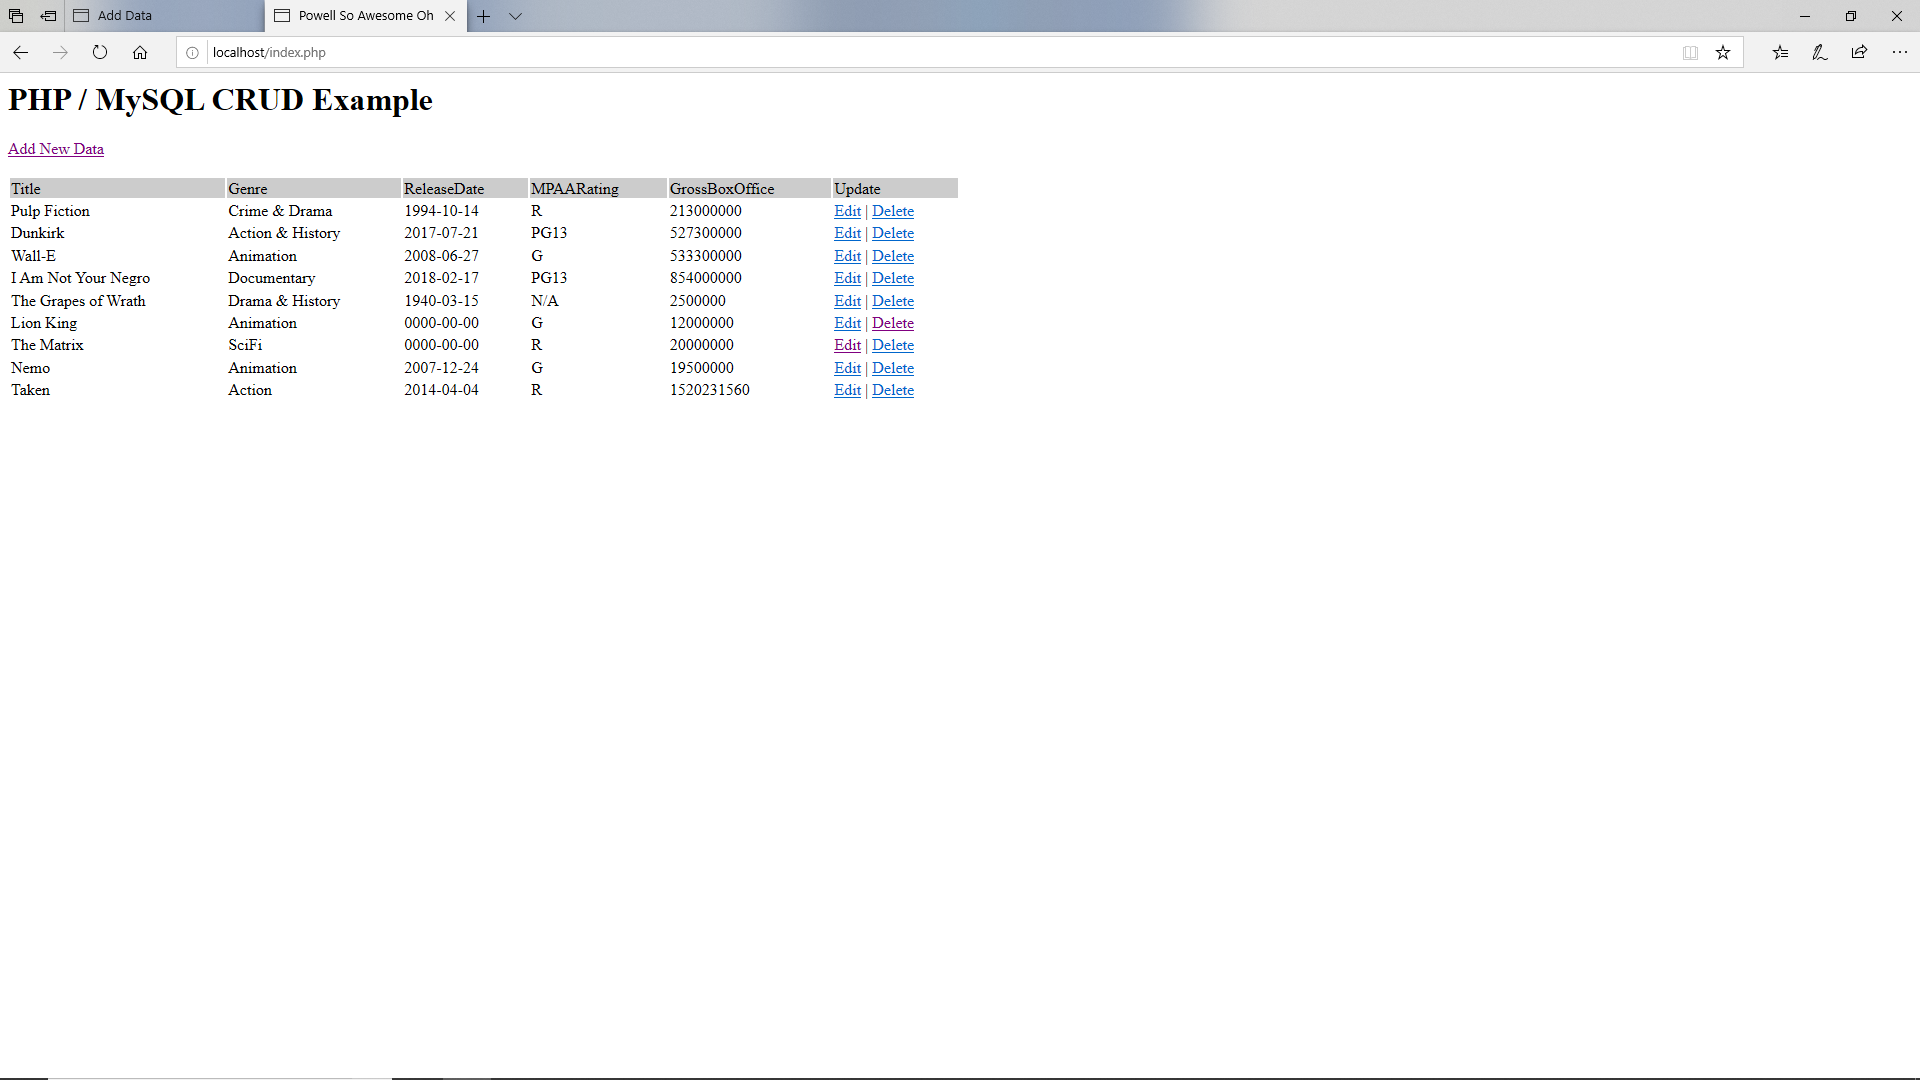 Add Data
Powell So Awesome Oh
localhost/index.php
PHP / MySQL CRUD Example
Add New Data
Title Genre ReleaseDate MPAARating GrossBoxOffice Update
Pulp Fiction Crime & Drama 1994-10-14 R 213000000 Edit | Delete
Dunkirk Action & History 2017-07-21 PG13 527300000 Edit | Delete
Wall-E Animation 2008-06-27 G 533300000 Edit | Delete
I Am Not Your Negro Documentary 2018-02-17 PG13 854000000 Edit | Delete
The Grapes of Wrath Drama & History 1940-03-15 N/A 2500000 Edit | Delete
Lion King Animation 0000-00-00 G 12000000 Edit | Delete
The Matrix SciFi 0000-00-00 R 20000000 Edit | Delete
Nemo Animation 2007-12-24 G 19500000 Edit | Delete
Taken Action 2014-04-04 R 1520231560 Edit | Delete